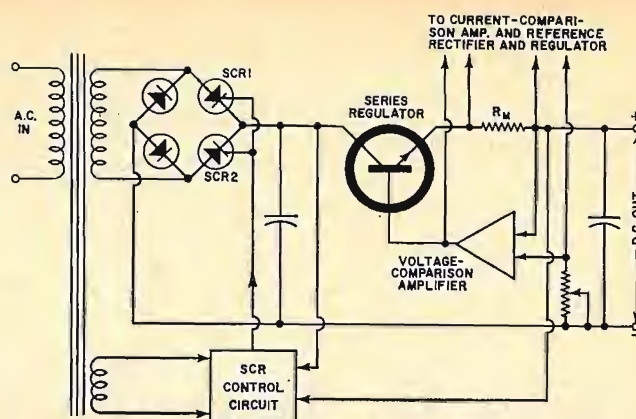 TO CURRENT-COMPARI-
SON AMP. AND REFERENCE
RECTIFIER AND REGULATOR
SCR1
SERIES
REGULATOR
RM
A.C.
IN
SCR2
+
D.C. OUT
VOLTAGE-
COMPARISON
AMPLIFIER
SCR
CONTROL
CIRCUIT